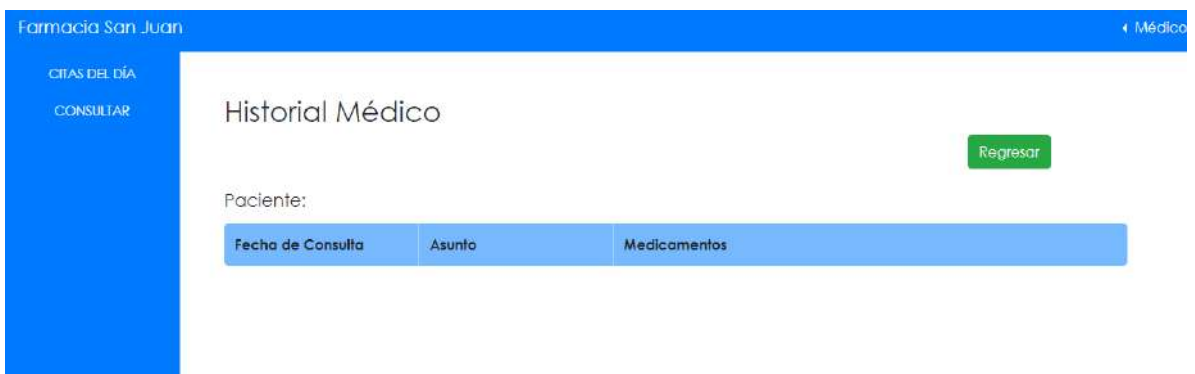 Farmacia San Juan
Médico
CITAS DEL DÍA
CONSULTAR
Historial Médico
Regresar
Paciente:
Fecha de Consulta Asunto Medicamentos